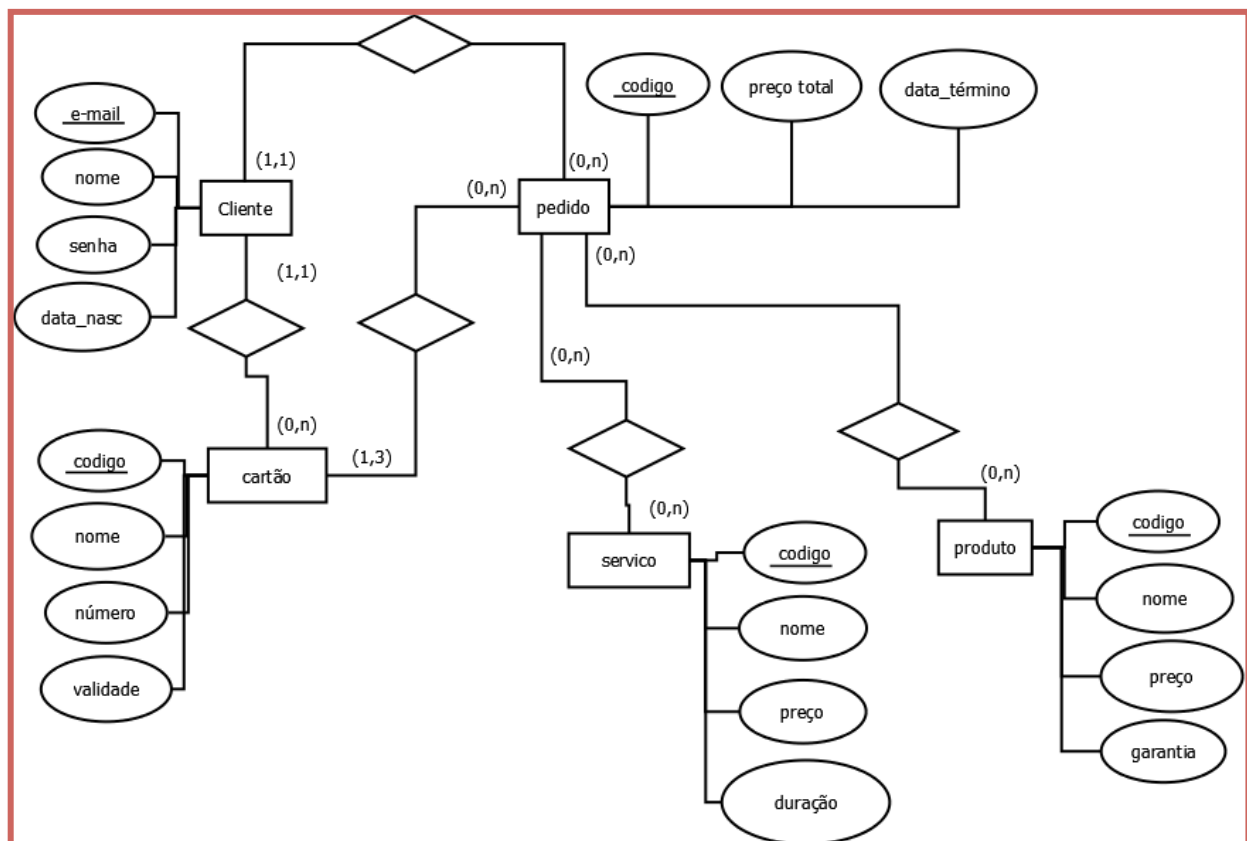 codigo
preço total
data_término
e-mail
nome
senha
data_nasc
(1,1)
Cliente
(1,1)
(0,n)
(0,n)
pedido
(0,n)
(0,n)
(0,n)
cartão
(1,3)
codigo
nome
número
validade
(0,n)
servico
codigo
nome
preço
duração
(0,n)
produto
codigo
nome
preço
garantia